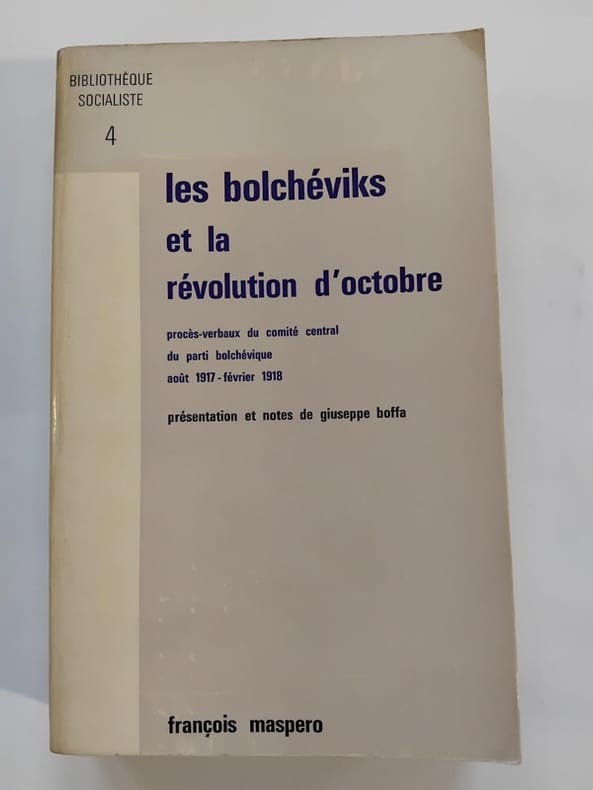 BIBLIOTHÈQUE
SOCIALISTE
4
les bolchéviks
et la
révolution d'octobre
procès-verbaux du comité central
du parti bolchévique
août 1917-février 1918
présentation et notes de giuseppe boffa
françois maspero